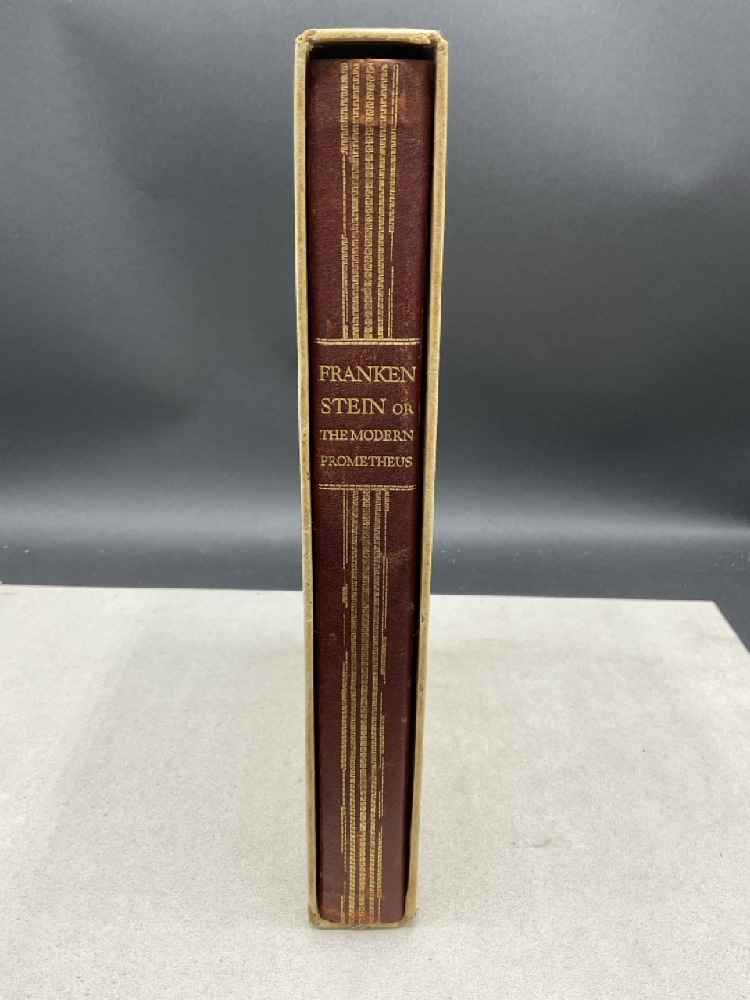 FRANKEN
STEIN OR
THE MODERN
PROMETHEUS